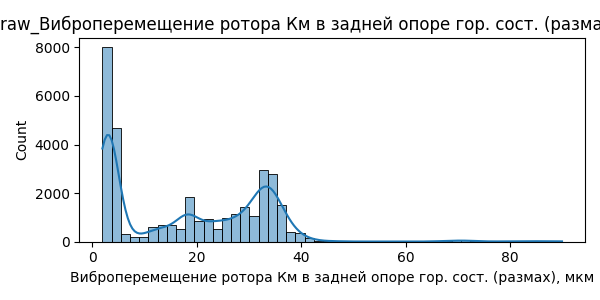 raw_Виброперемещение ротора Км в задней опоре гор. сост. (разма
8000
6000
4000
2000
0
Count
0 20 40 60 80
Виброперемещение ротора Км в задней опоре гор. сост. (размах), мкм